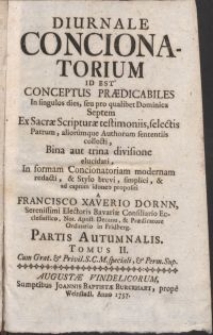 DIURNALE
CONCIONA-
TORIUM
ID EST
CONCEPTUS PRÆDICABILES
In singulos dies, seu pro qualibet Dominica
Septem
Ex Sacræ Scripturæ testimoniis, selectis
Patrum, aliorumque Authorum sententiis
collecti,
Bina aut trina divisione
elucidati,
In formam Concionatoriam modernam
redacti, & Stylo brevi, simplici, &
ad captum idoneo propositi
A
FRANCISCO XAVERIO DORNN,
Serenissimi Electoris Bavariæ Consiliario Ec-
clesiastico, Not. Apost. Decano, & Prædicatore
Ordinario in Fridberg.
PARTIS AUTUMNALIS.
TOMUS II.
Cum Grat. & Privil. S. C. M. speciali, & Perm. Sup.
AUGUSTÆ VINDELICORUM,
Sumptibus JOANNIS BAPTISTÆ BURCKHART, propè
Weinstadl. Anno 1757.